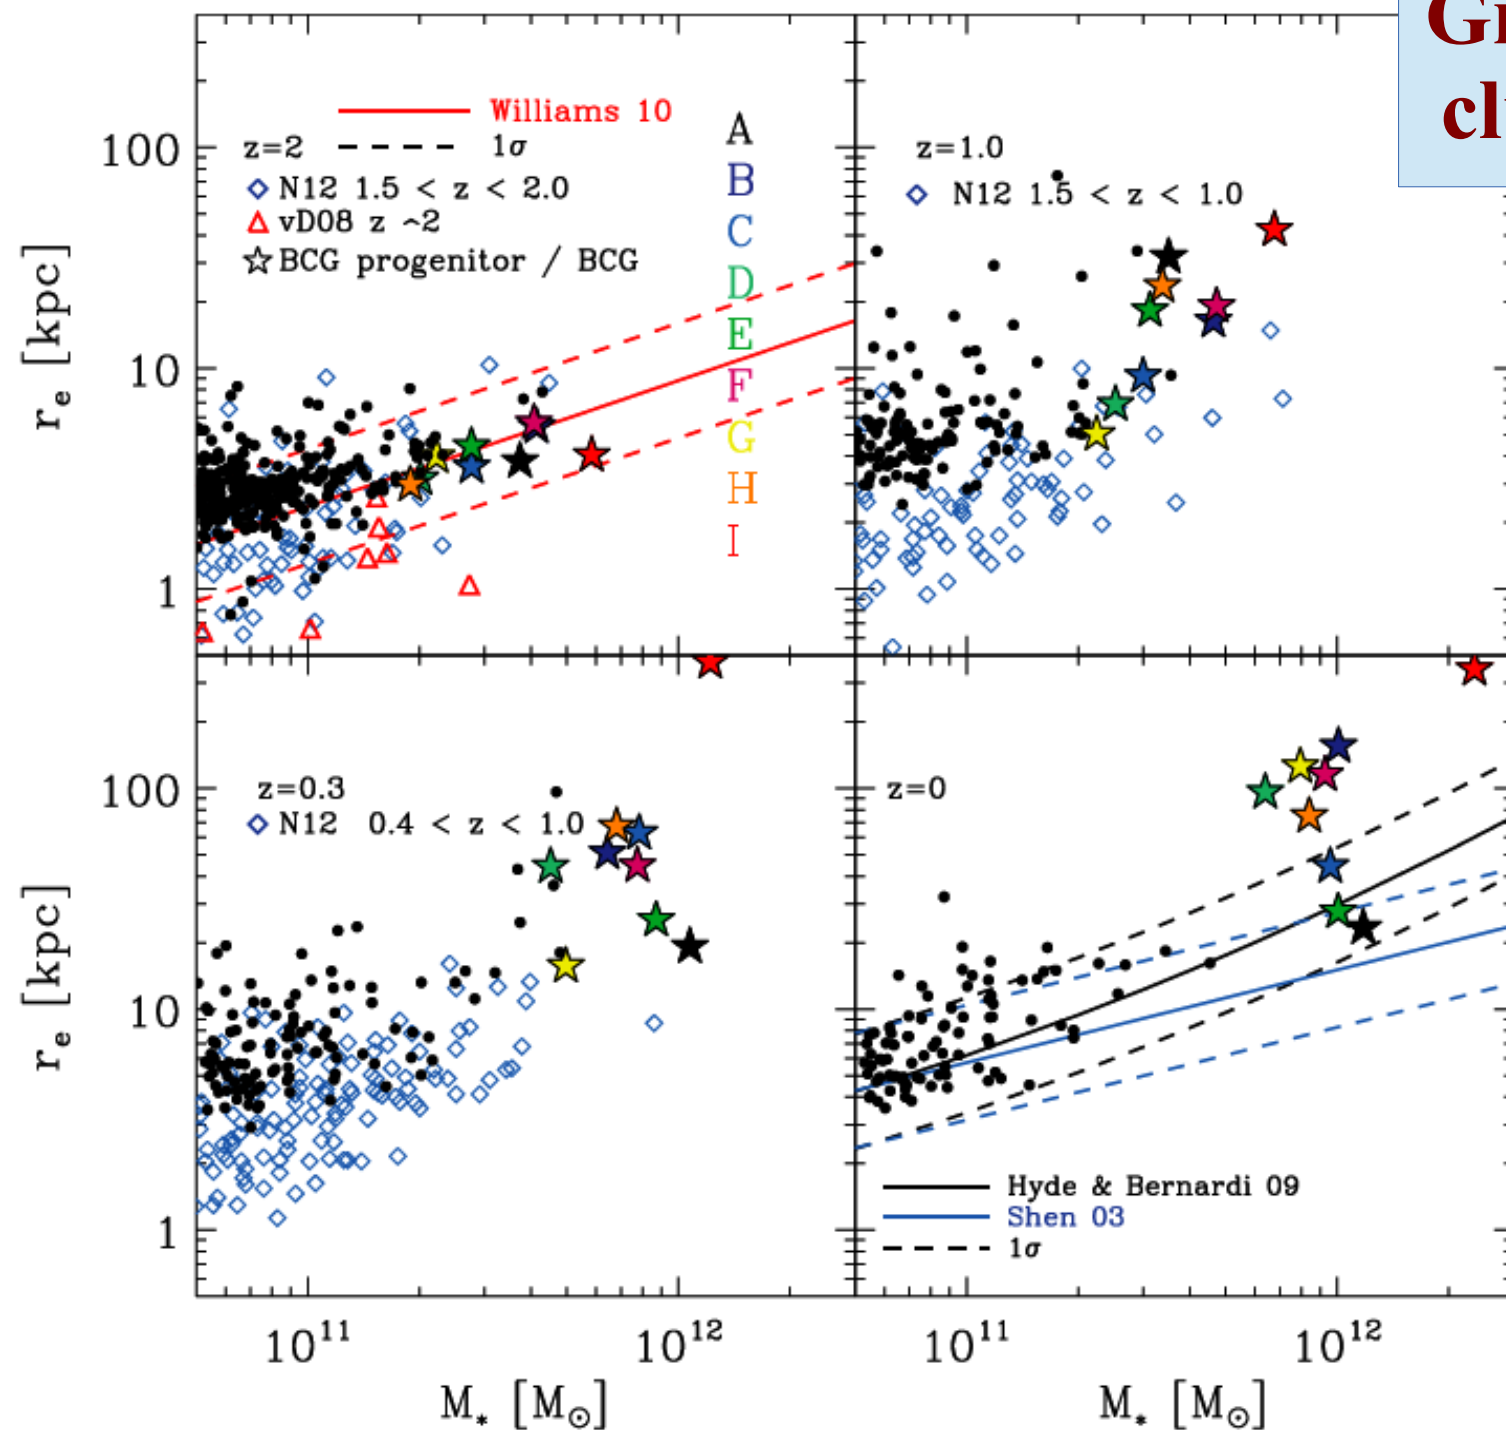 Williams 10
z=2 1σ
N12 1.5 < z < 2.0
vD08 z ~2
BCG progenitor / BCG
A
B
C
D
E
F
G
H
I
z=1.0
N12 1.5 < z < 1.0
100
10
1
r_e [kpc]
z=0.3
N12 0.4 < z < 1.0
z=0
Hyde & Bernardi 09
Shen 03
1σ
100
10
1
r_e [kpc]
10^11
10^12
10^11
10^12
M_* [M_⊙]
M_* [M_⊙]